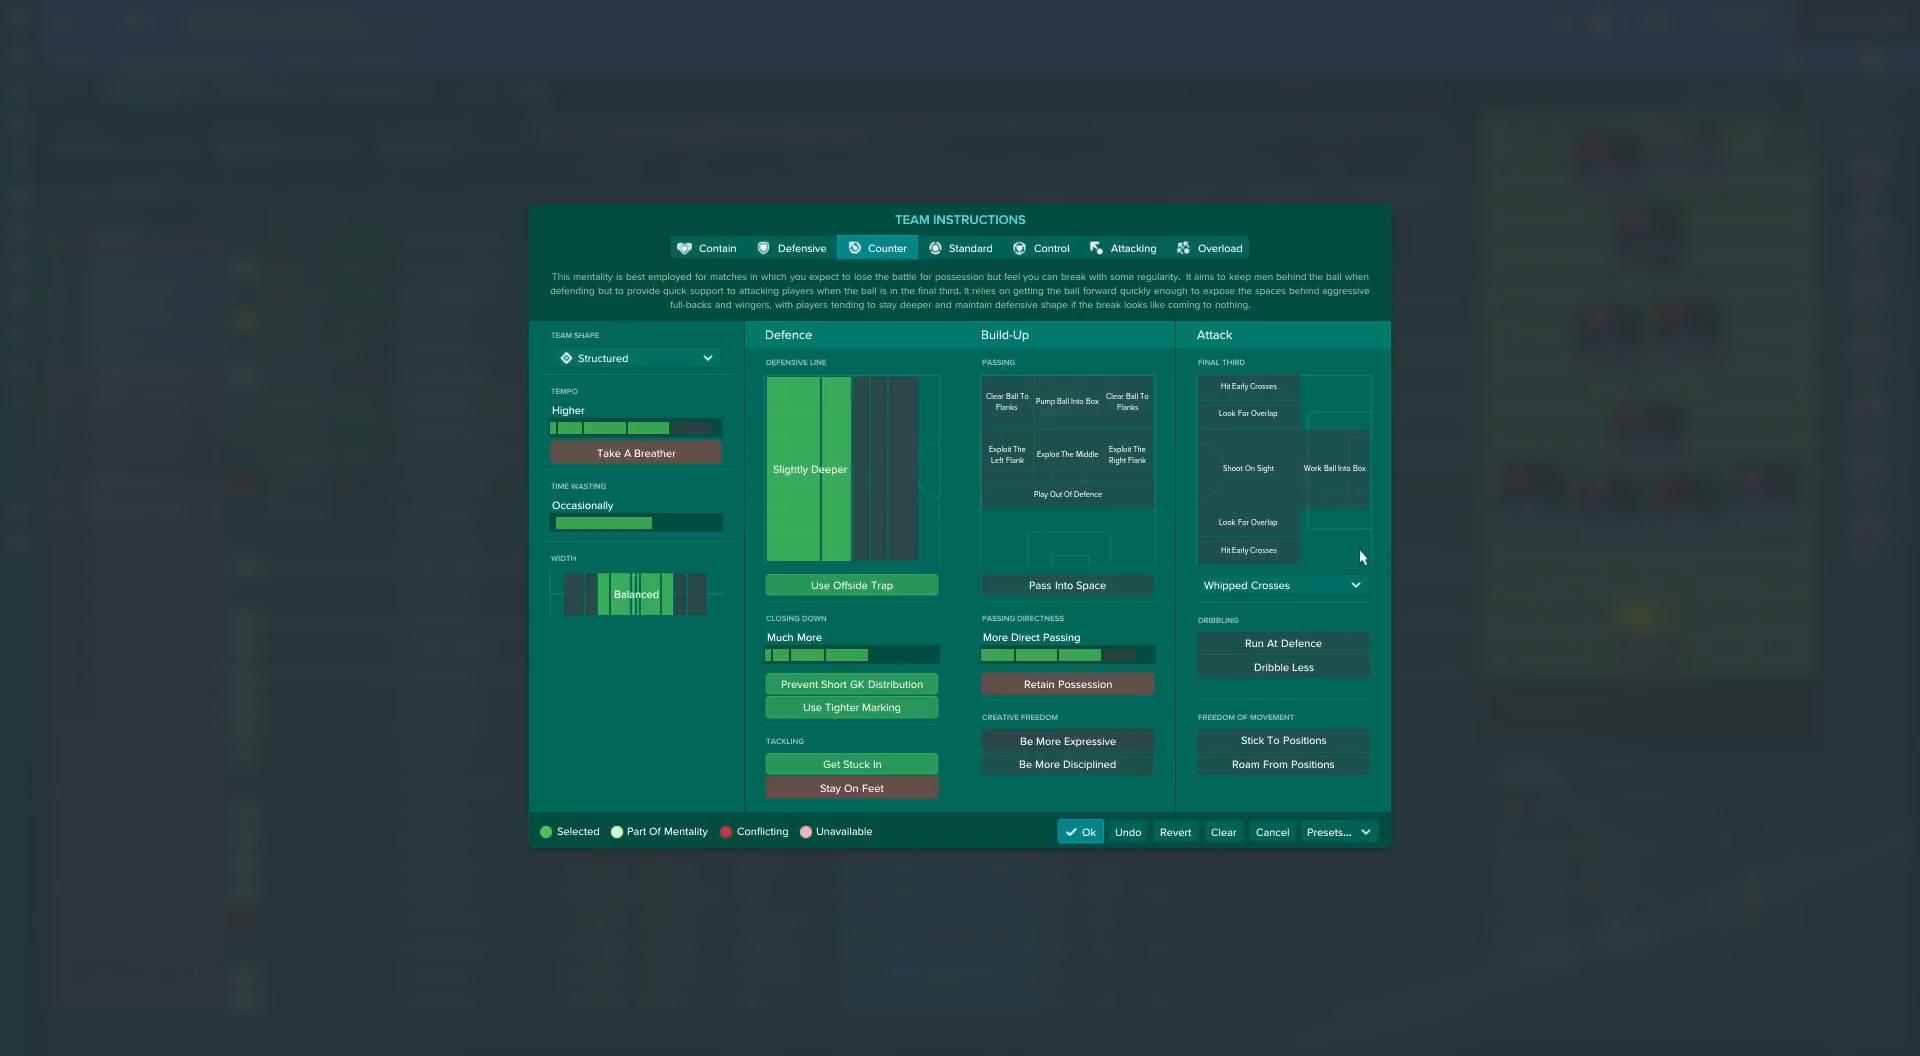 TEAM INSTRUCTIONS
Contain Defensive Counter Standard Control Attacking Overload
This mentality is best employed for matches in which you expect to lose the battle for possession but feel you can break with some regularity. It aims to keep men behind the ball when
defending but to provide quick support to attacking players when the ball is in the final third. It relies on getting the ball forward quickly enough to expose the spaces behind aggressive
full-backs and wingers, with players tending to stay deeper and maintain defensive shape if the break looks like coming to nothing.
TEAM SHAPE
Structured
TEMPO
Higher
Take A Breather
TIME WASTING
Occasionally
WIDTH
Balanced
Defence
DEFENSIVE LINE
Slightly Deeper
Use Offside Trap
CLOSING DOWN
Much More
Prevent Short GK Distribution
Use Tighter Marking
TACKLING
Get Stuck In
Stay On Feet
Build-Up
PASSING
Clear Ball To
Flanks
Pump Ball Into Box
Clear Ball To
Flanks
Exploit The
Left Flank
Exploit The Middle
Exploit The
Right Flank
Play Out Of Defence
Pass Into Space
PASSING DIRECTNESS
More Direct Passing
Retain Possession
CREATIVE FREEDOM
Be More Expressive
Be More Disciplined
Attack
FINAL THIRD
Hit Early Crosses
Look For Overlap
Shoot On Sight
Work Ball Into Box
Look For Overlap
Hit Early Crosses
Whipped Crosses
DRIBBLING
Run At Defence
Dribble Less
FREEDOM OF MOVEMENT
Stick To Positions
Roam From Positions
Selected Part Of Mentality Conflicting Unavailable
Ok Undo Revert Clear Cancel Presets...